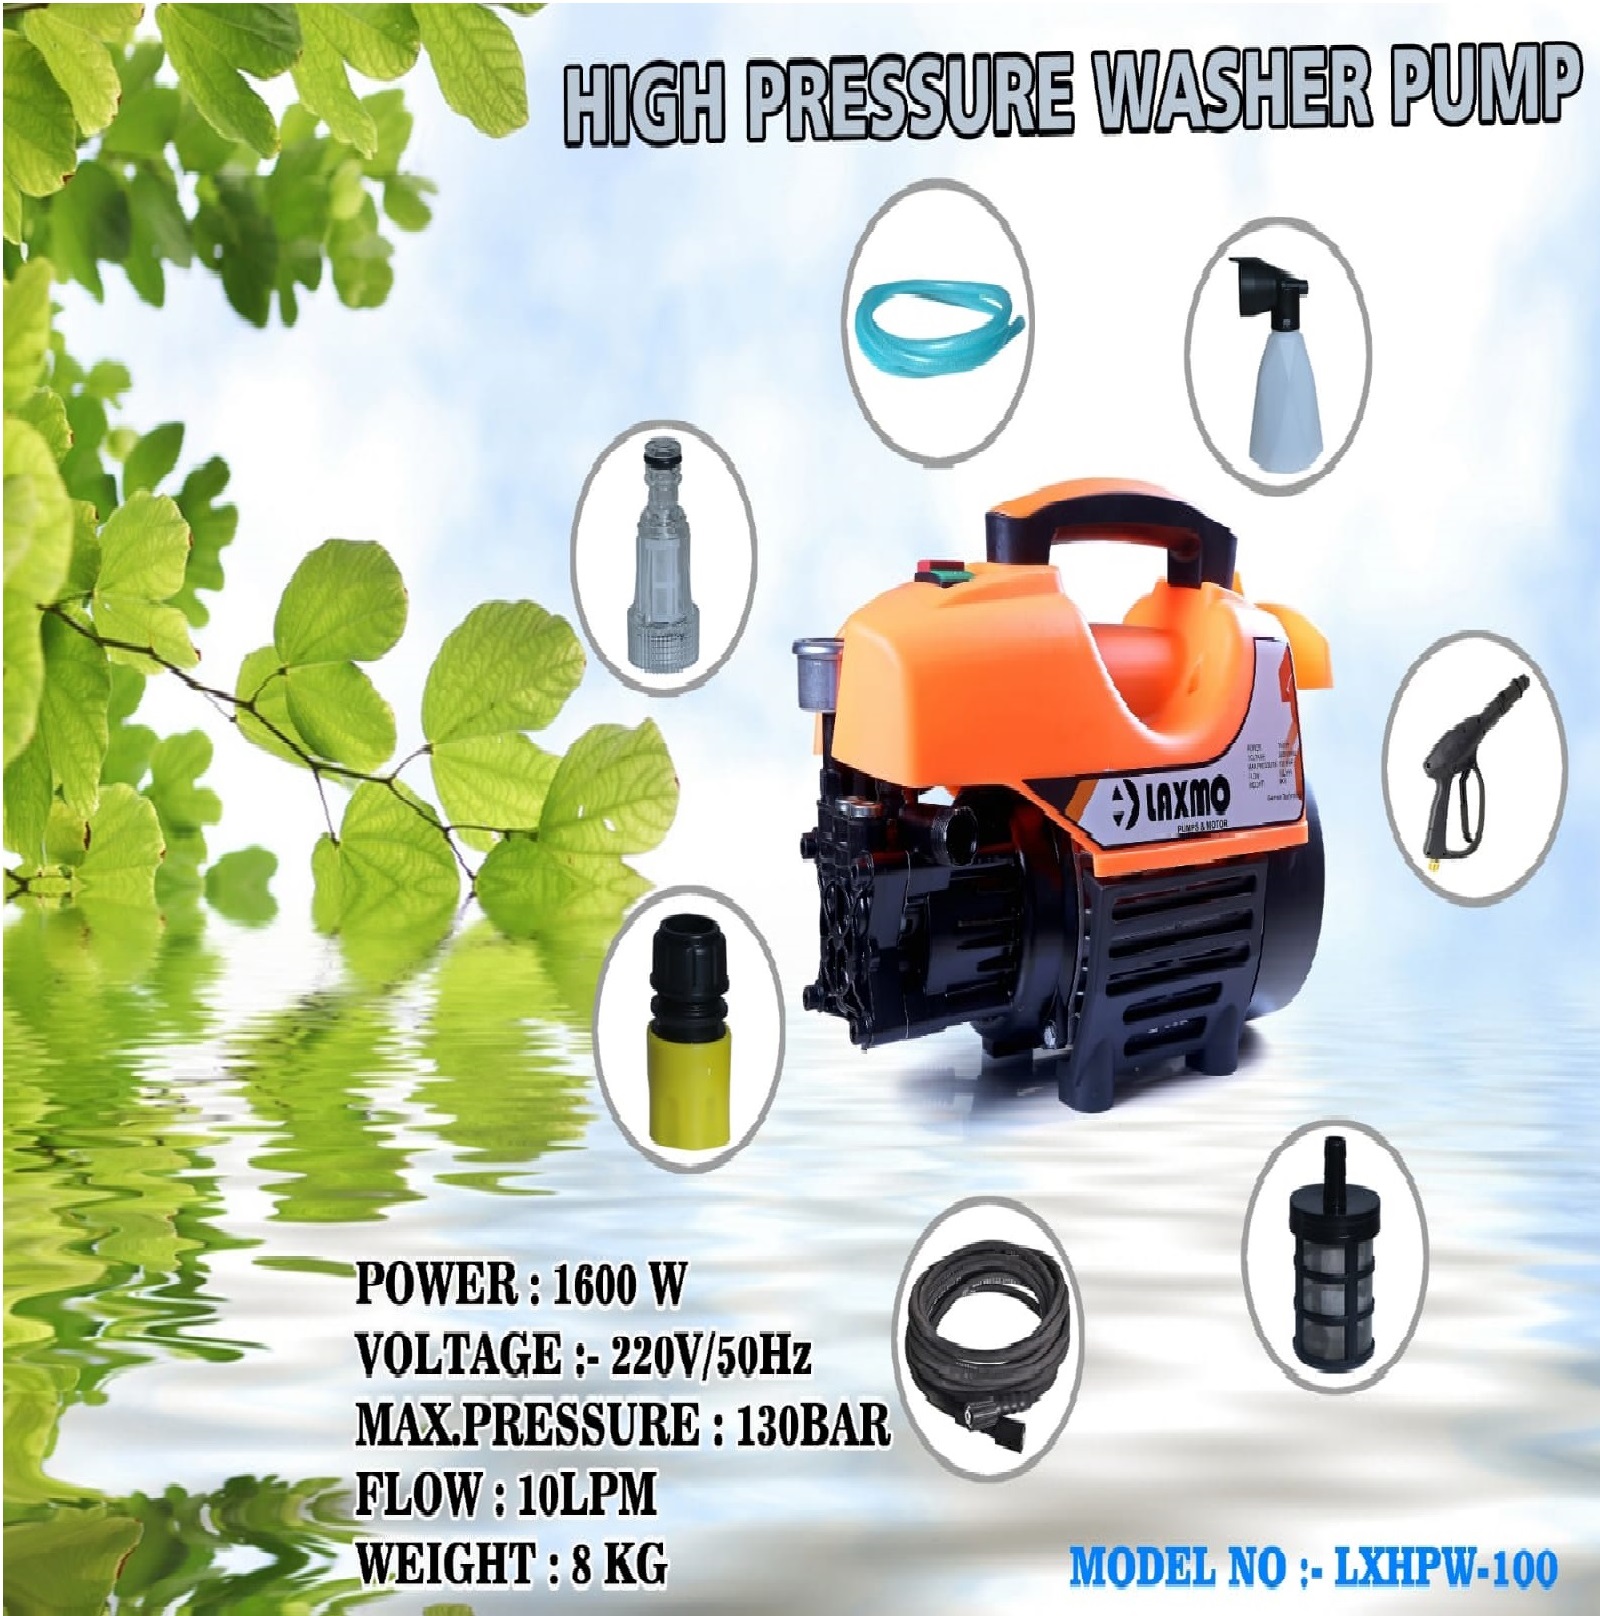 HIGH PRESSURE WASHER PUMP
LAXMO
PUMPS & MOTOR
POWER : 1600 W
VOLTAGE :- 220V/50Hz
MAX.PRESSURE : 130BAR
FLOW : 10LPM
WEIGHT : 8 KG
MODEL NO :- LXHPW-100